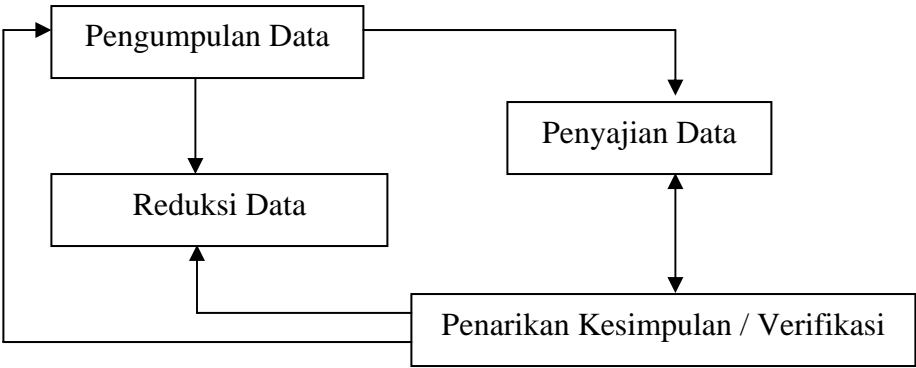 Pengumpulan Data
Penyajian Data
Reduksi Data
Penarikan Kesimpulan / Verifikasi